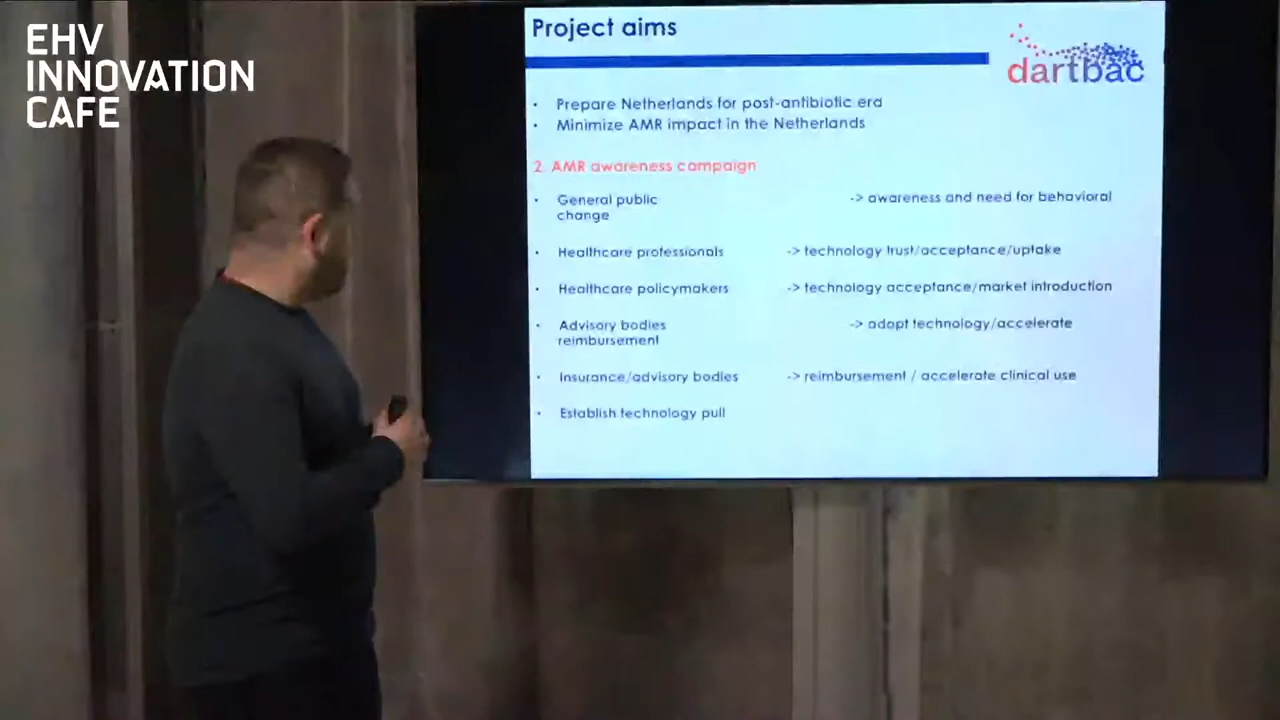 EHV
INNOVATION
CAFE
Project aims
dartbac
• Prepare Netherlands for post-antibiotic era
• Minimize AMR impact in the Netherlands
2. AMR awareness campaign
• General public -> awareness and need for behavioral
change
• Healthcare professionals -> technology trust/acceptance/uptake
• Healthcare policymakers -> technology acceptance/market introduction
• Advisory bodies -> adopt technology/accelerate
reimbursement
• Insurance/advisory bodies -> reimbursement / accelerate clinical use
• Establish technology pull